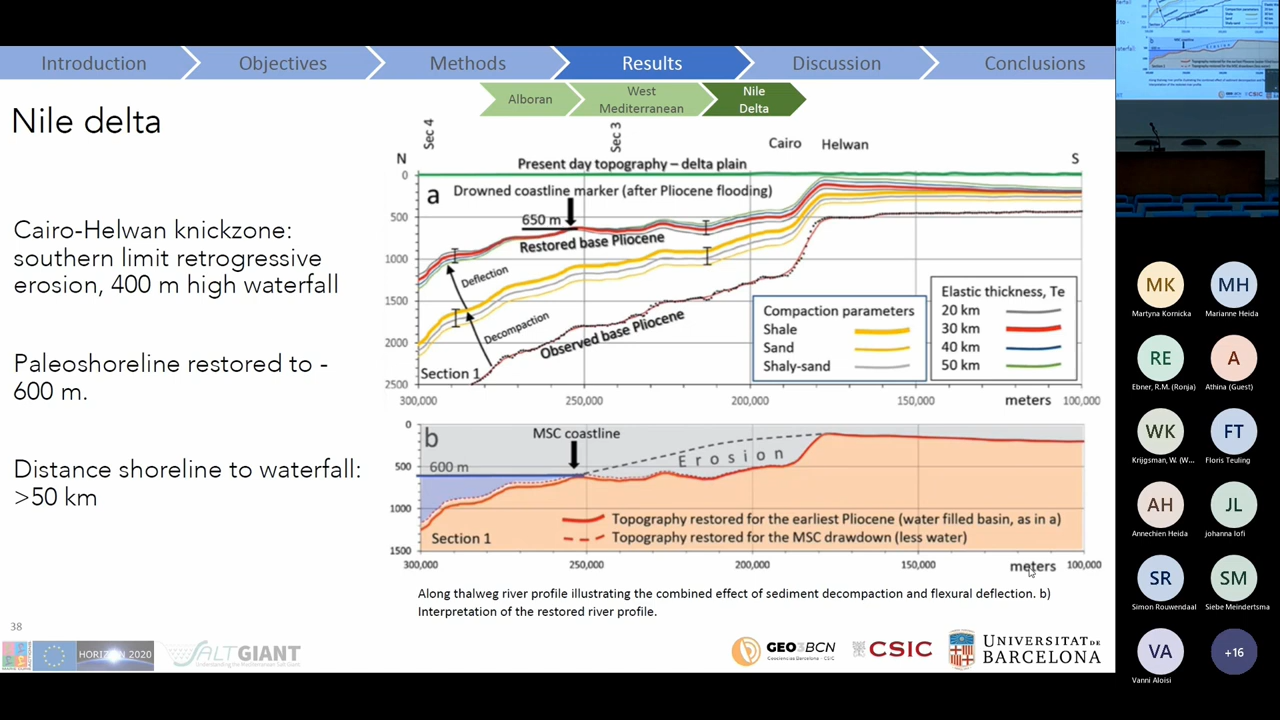 Introduction
Objectives
Methods
Results
Discussion
Conclusions
Alboran
West
Mediterranean
Nile
Delta
Nile delta
Cairo-Helwan knickzone:
southern limit retrogressive
erosion, 400 m high waterfall
Paleoshoreline restored to -
600 m.
Distance shoreline to waterfall:
>50 km
Sec 4
Sec 3
Cairo
Helwan
N
S
Present day topography – delta plain
a
Drowned coastline marker (after Pliocene flooding)
650 m
Restored base Pliocene
Deflection
Decompaction
Observed base Pliocene
Section 1
0
500
1000
1500
2000
2500
Compaction parameters
Shale
Sand
Shaly-sand
Elastic thickness, Te
20 km
30 km
40 km
50 km
300,000
250,000
200,000
150,000
meters
100,000
b
MSC coastline
600 m
Erosion
0
500
1000
1500
Topography restored for the earliest Pliocene (water filled basin, as in a)
Topography restored for the MSC drawdown (less water)
Section 1
300,000
250,000
200,000
150,000
meters
100,000
Along thalweg river profile illustrating the combined effect of sediment decompaction and flexural deflection. b)
Interpretation of the restored river profile.
38
HORIZON 2020
SALTGIANT
Understanding the Mediterranean Salt Giant
GEO3BCN
Geociencias Barcelona - CSIC
CSIC
UNIVERSITAT DE
BARCELONA
MK
Martyna Kornicka
MH
Marianne Heida
RE
Ebner, R.M. (Ronja)
A
Athina (Guest)
WK
Krijgsman, W. (W...
FT
Floris Teuling
AH
Annechien Heida
JL
johanna lofi
SR
Simon Rouwendaal
SM
Siebe Meindertsma
VA
Vanni Aloisi
+16